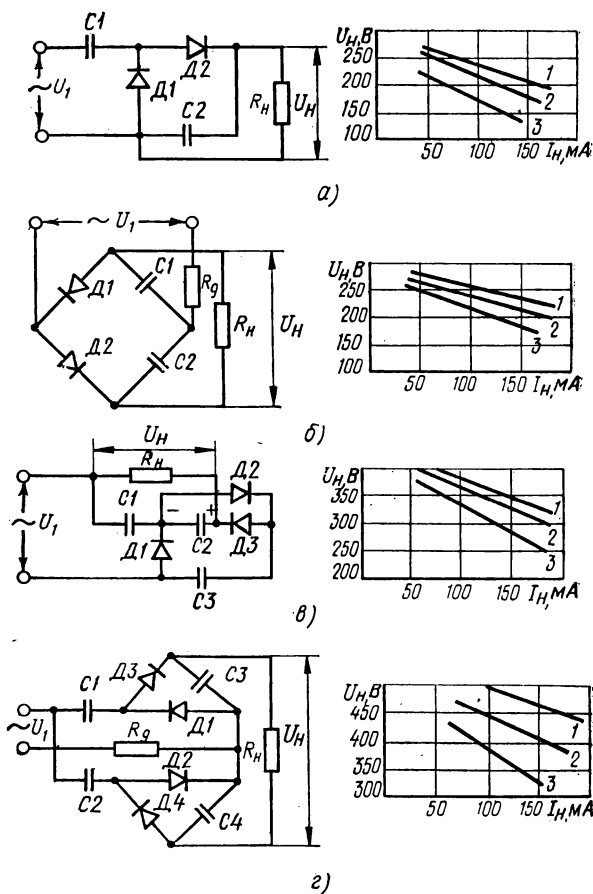 C1
Д2
~U₁
Д1
C2
Rн
Uн
Uн,В
250
200
150
100
1
2
3
50
100
150
Iн,мА
а)
~ U₁
C1
Rд
Д1
Rн
Uн
Д2
C2
Uн,В
250
200
150
100
1
2
3
50
100
150
Iн,мА
б)
Uн
Rн
Д2
C1
−
+
~U₁
Д1
C2
Д3
C3
Uн,В
350
300
250
200
1
2
3
50
100
150
Iн,мА
в)
Д3
C3
C1
Д1
~U₁
Rд
Rн
Uн
Д2
C2
Д4
C4
Uн,В
450
400
350
300
1
2
3
50
100
150
Iн,мА
г)